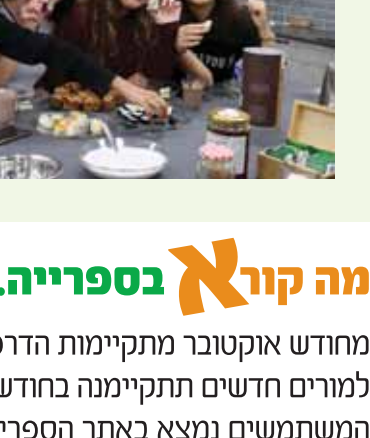 מה קורא בספרייה.
מחודש אוקטובר מתקיימות
למורים חדשים תתקיימנה בחודש
המשתמשים נמצא באתר